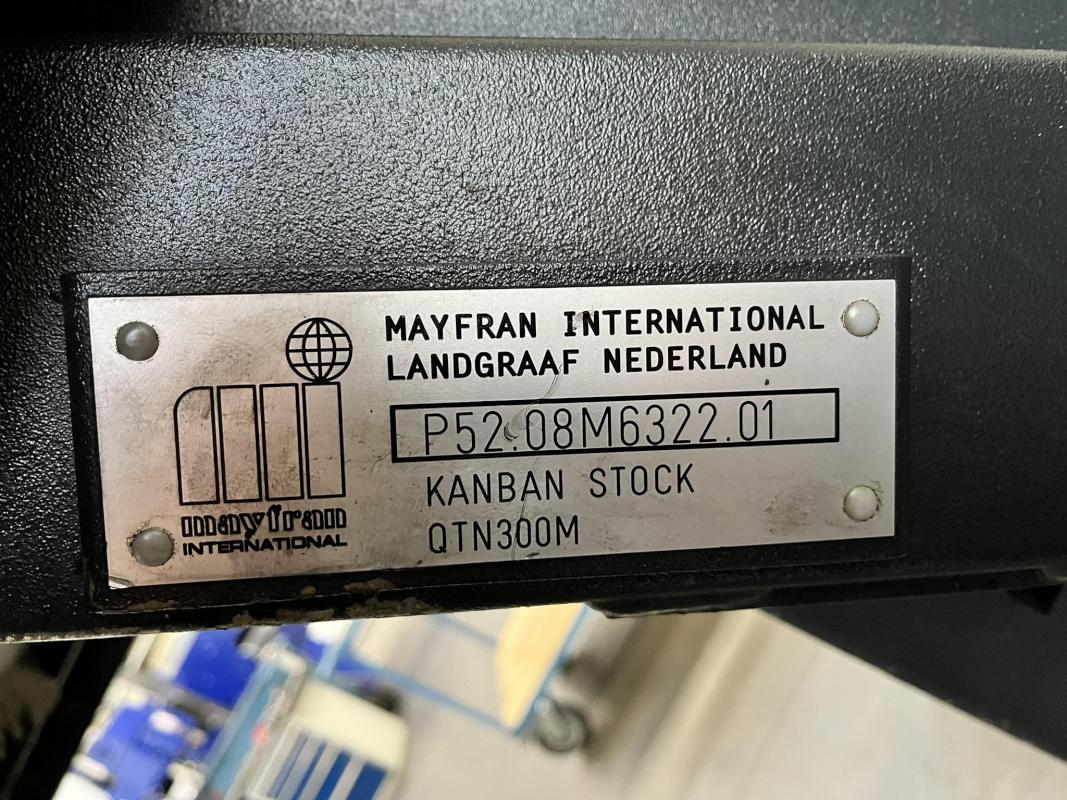 MAYFRAN INTERNATIONAL
LANDGRAAF NEDERLAND
P52.08M6322.01
KANBAN STOCK
QTN300M
mayfran
INTERNATIONAL